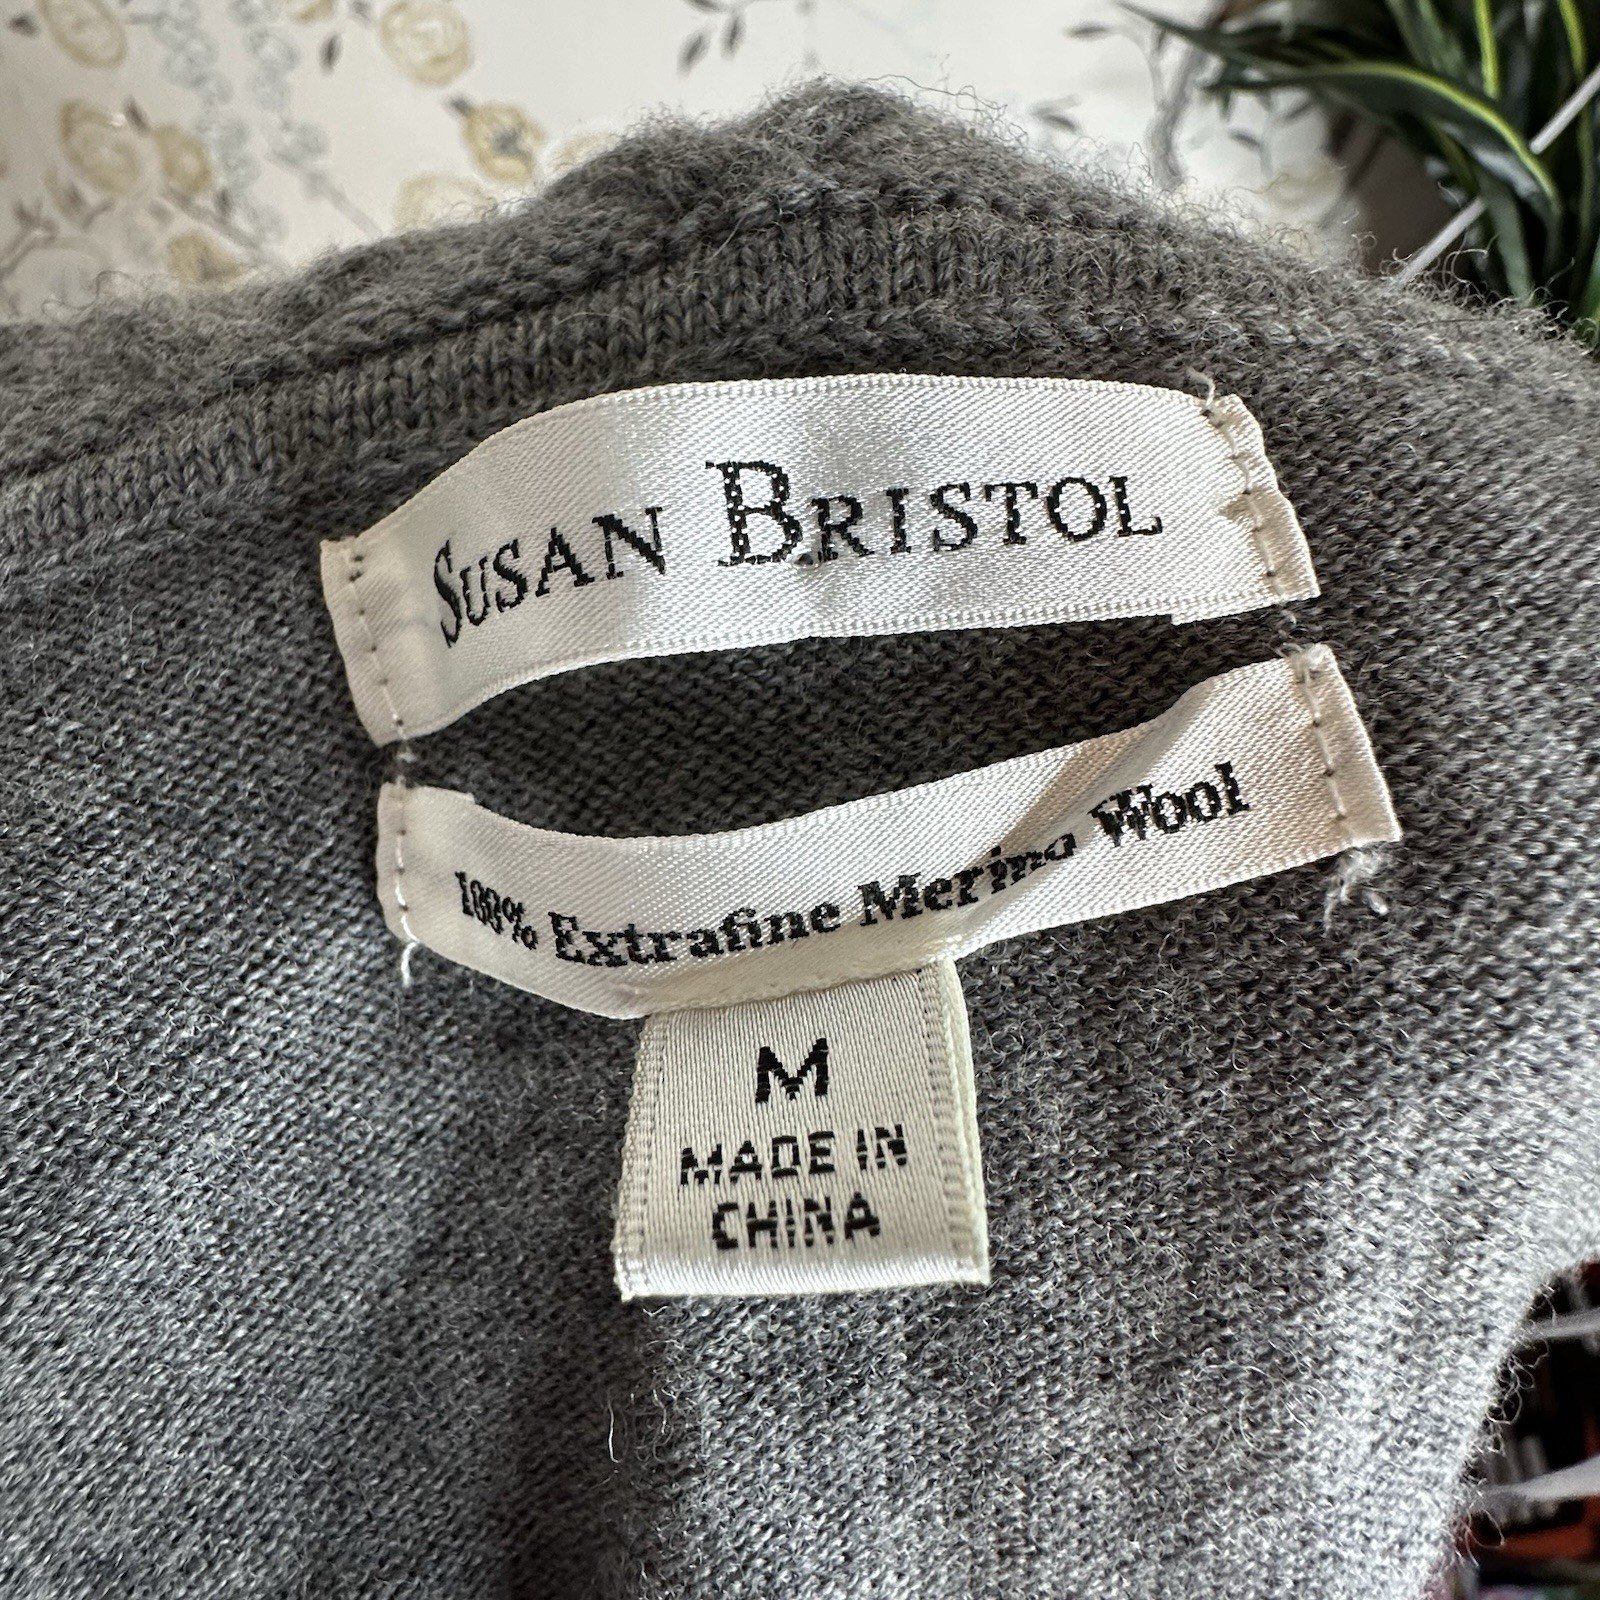 SUSAN BRISTOL
100% Extrafine Merino Wool
M
MADE IN
CHINA